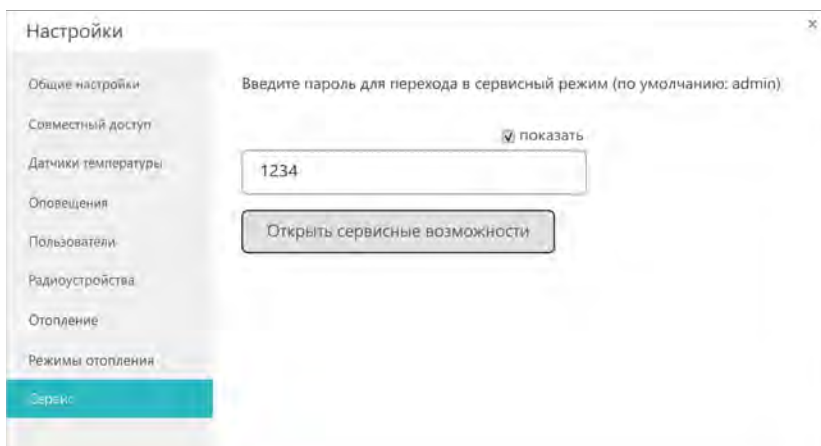 Настройки
Общие настройки
Совместный доступ
Датчики температуры
Оповещения
Пользователи
Радиоустройства
Отопление
Режимы отопления
Сервис
Введите пароль для перехода в сервисный режим (по умолчанию: admin)
показать
1234
Открыть сервисные возможности